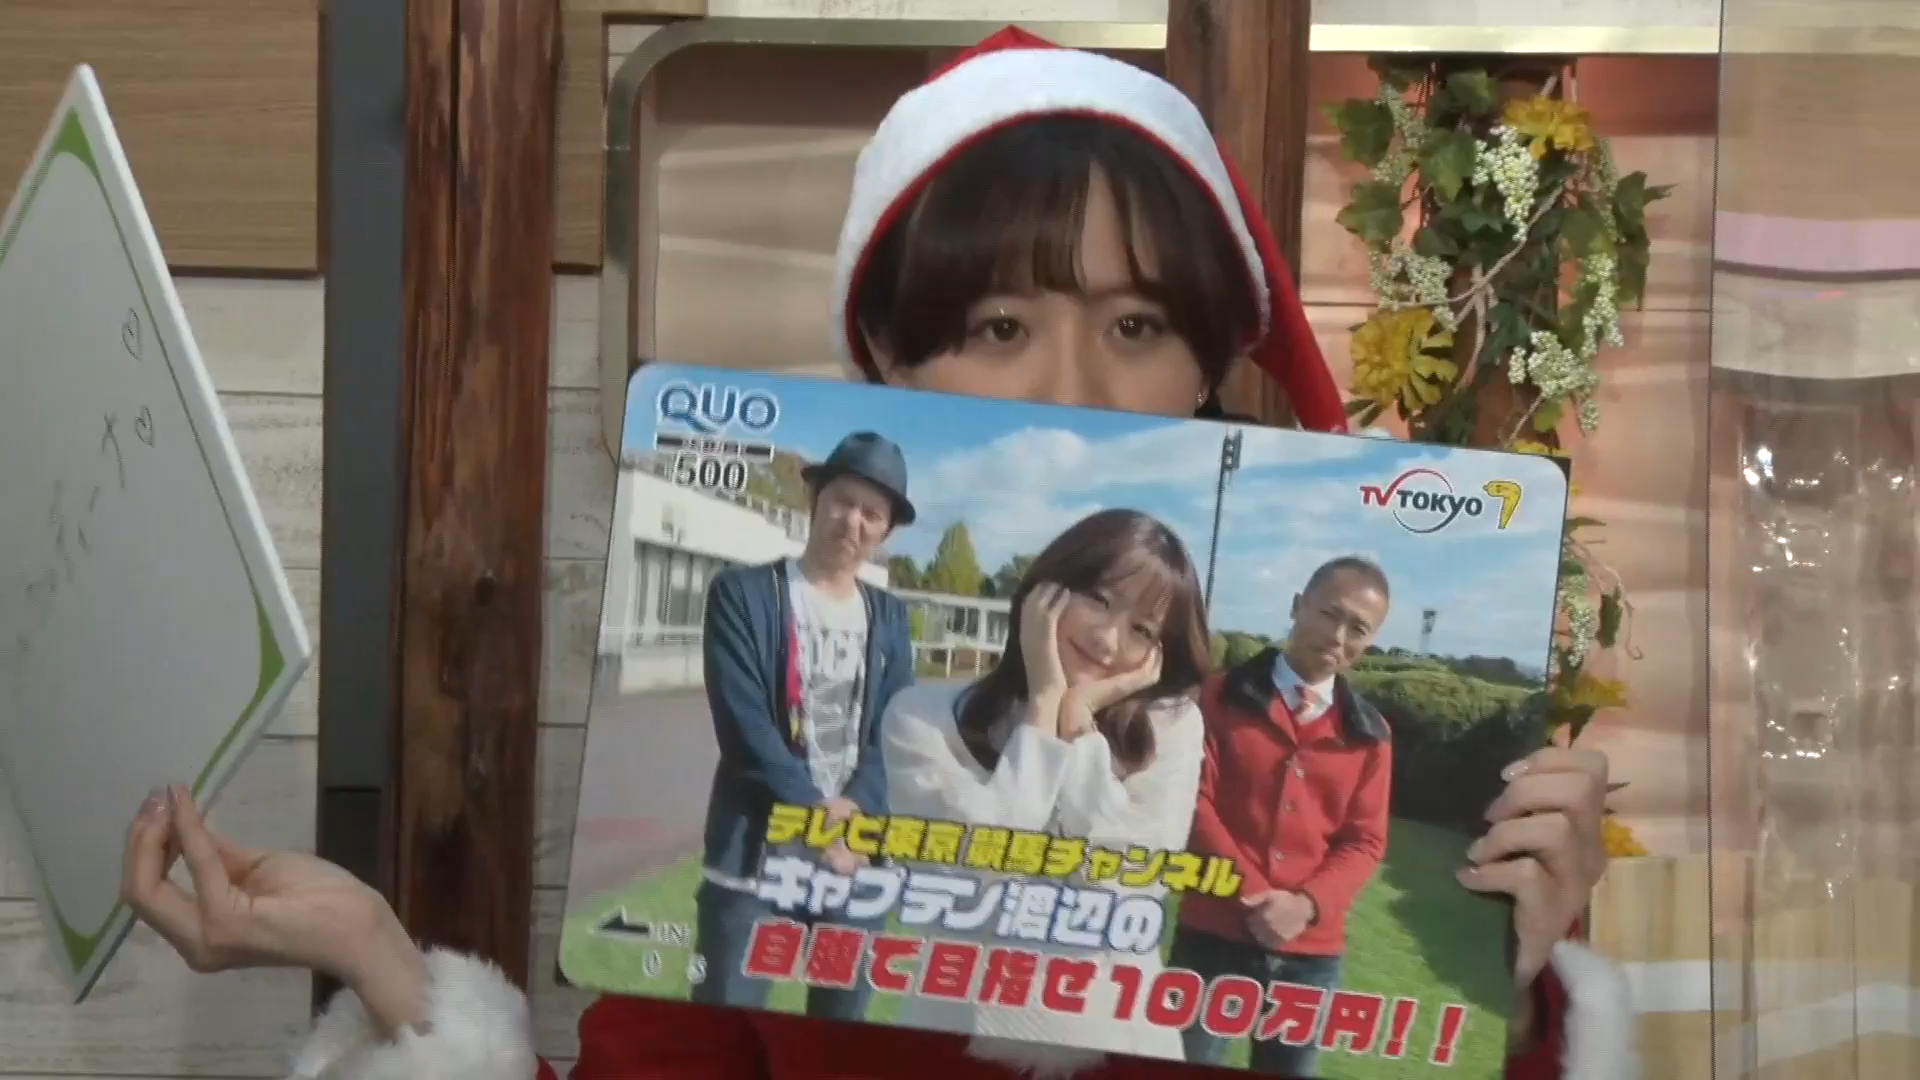 QUO
500
TV TOKYO 7
テレビ東京 競馬チャンネル
キャプテン渡辺の
自腹で目指せ100万円!!